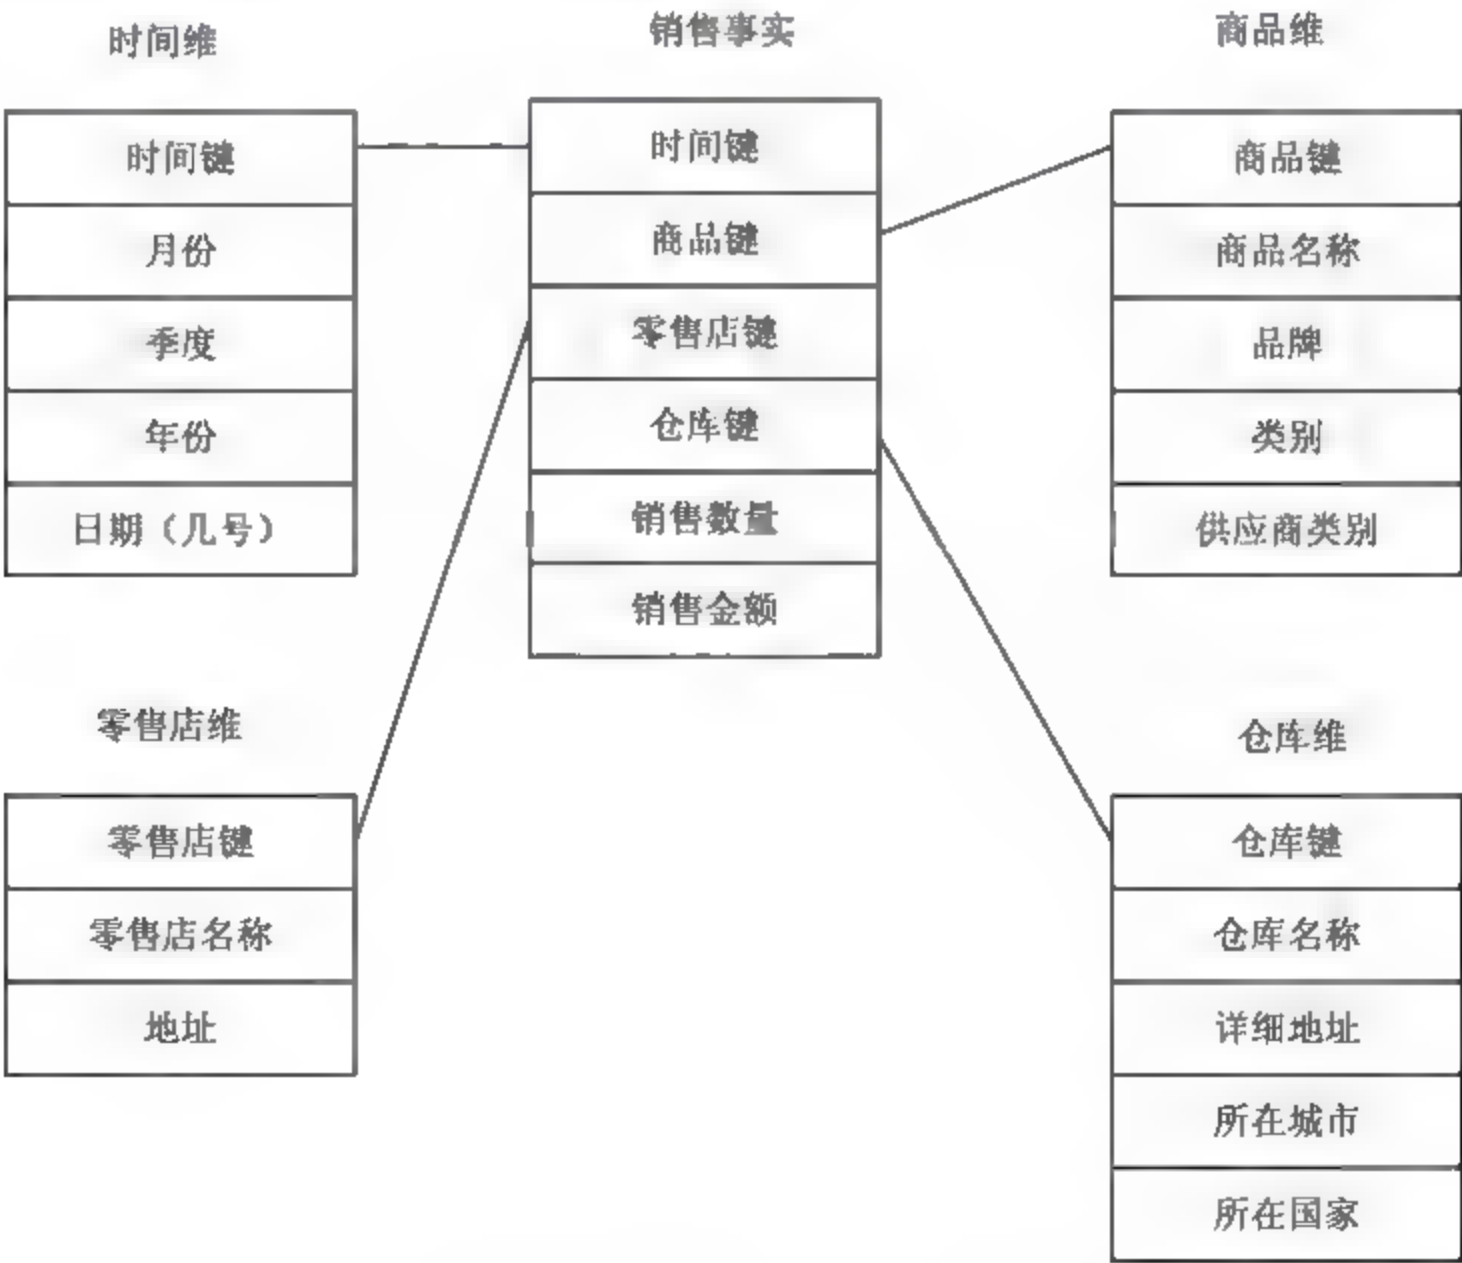 时间维
时间键
月份
季度
年份
日期（几号）
销售事实
时间键
商品键
零售店键
仓库键
销售数量
销售金额
商品维
商品键
商品名称
品牌
类别
供应商类别
零售店维
零售店键
零售店名称
地址
仓库维
仓库键
仓库名称
详细地址
所在城市
所在国家